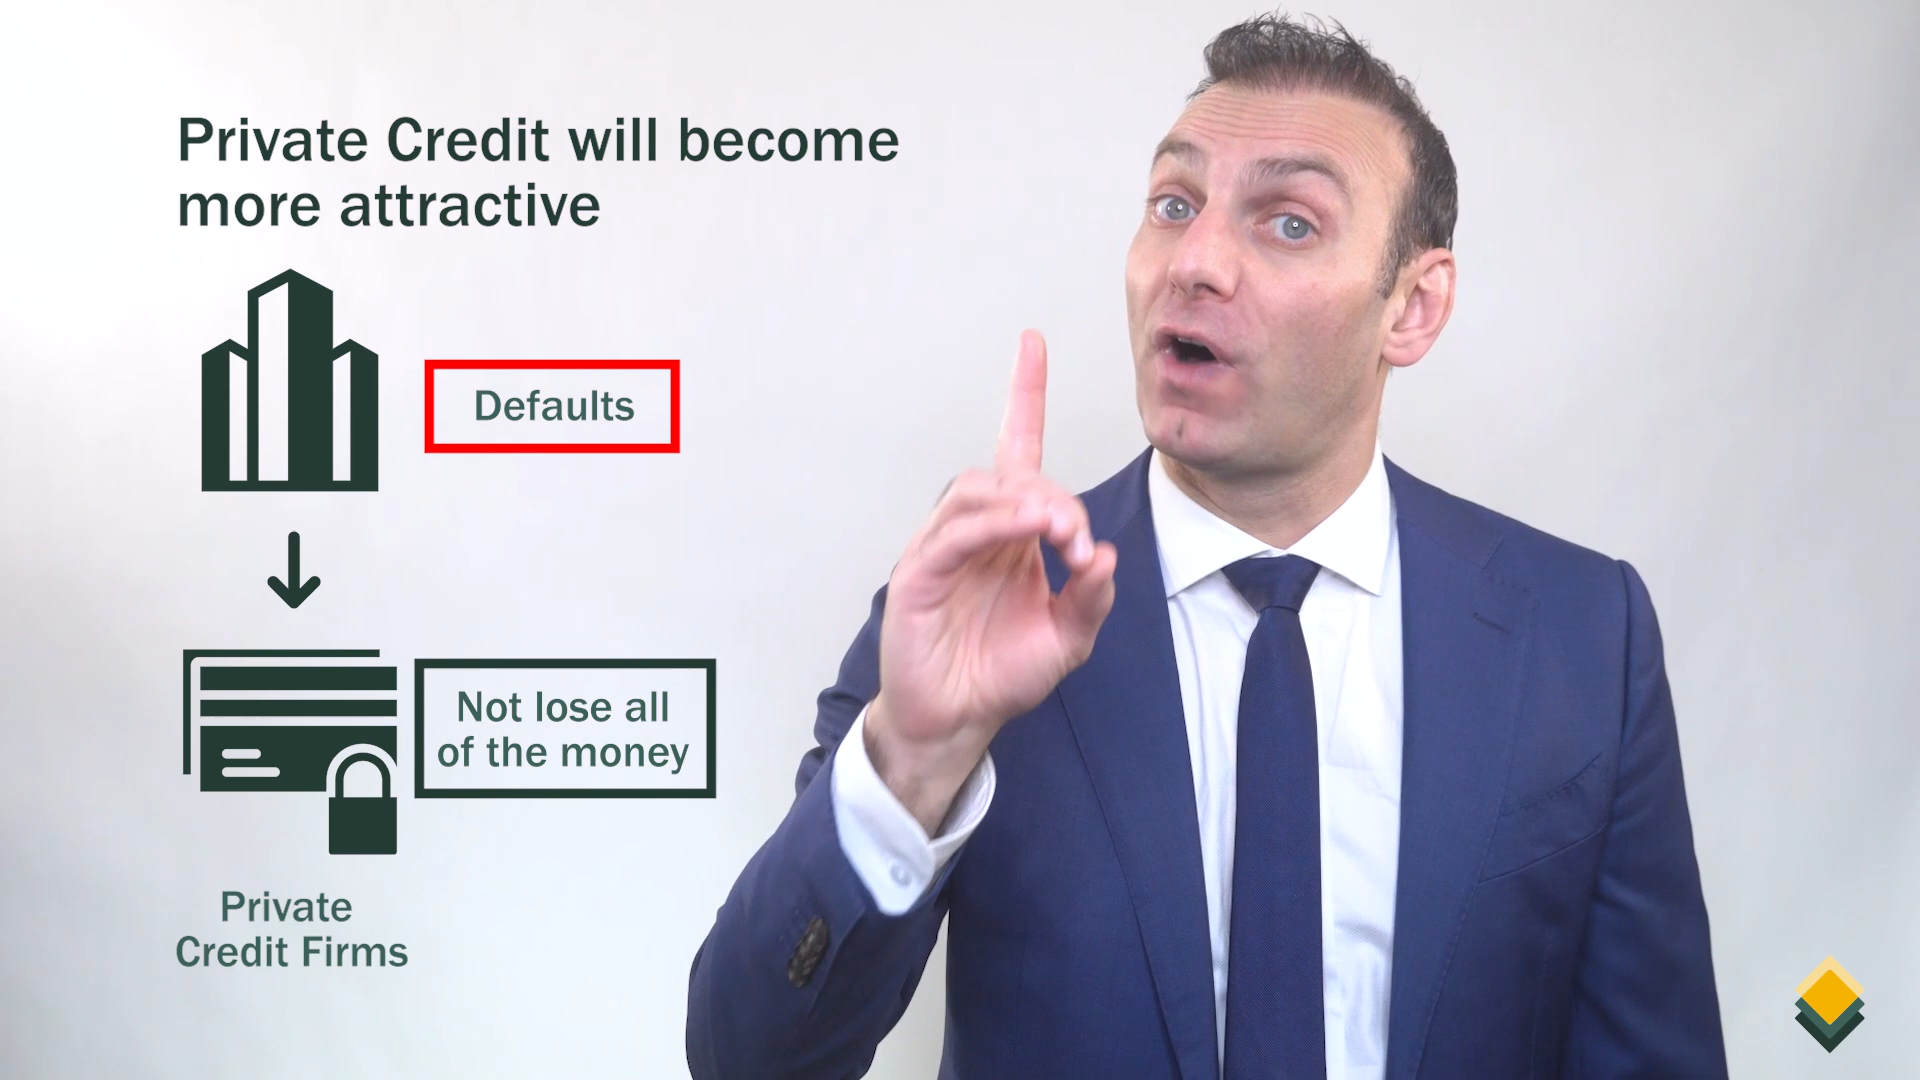 Private Credit will become
more attractive
Defaults
Not lose all
of the money
Private
Credit Firms